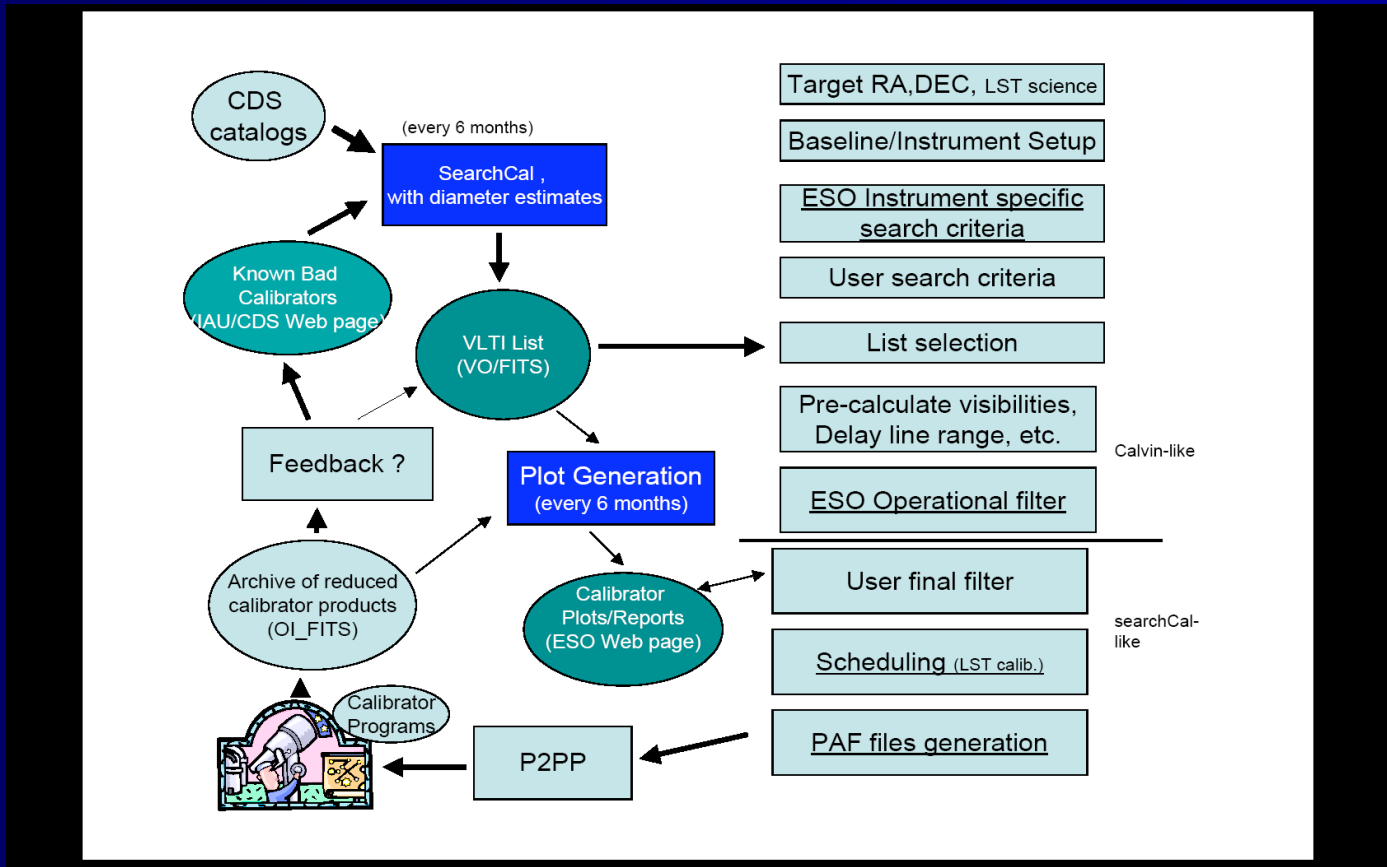 CDS
catalogs
(every 6 months)
SearchCal ,
with diameter estimates
Known Bad
Calibrators
(IAU/CDS Web page)
VLTI List
(VO/FITS)
Feedback ?
Plot Generation
(every 6 months)
Archive of reduced
calibrator products
(OI_FITS)
Calibrator
Plots/Reports
(ESO Web page)
Calibrator
Programs
P2PP
Target RA,DEC, LST science
Baseline/Instrument Setup
ESO Instrument specific
search criteria
User search criteria
List selection
Pre-calculate visibilities,
Delay line range, etc.
Calvin-like
ESO Operational filter
User final filter
searchCal-
like
Scheduling (LST calib.)
PAF files generation